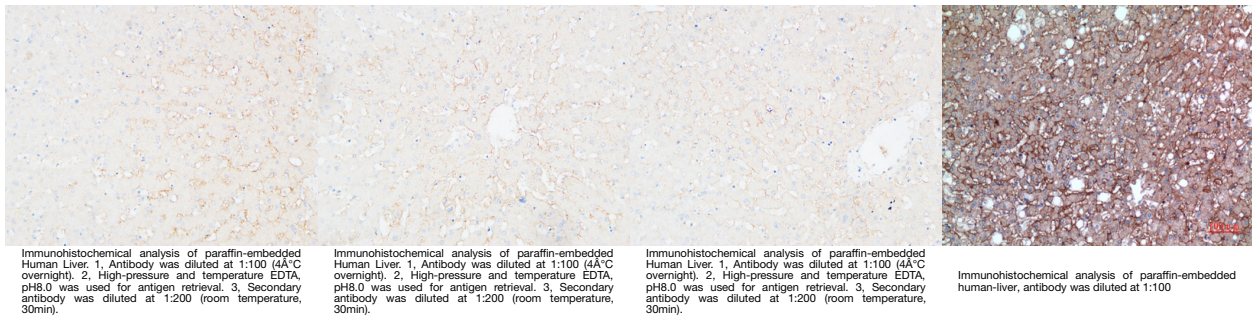 Immunohistochemical analysis of paraffin-embedded
Human Liver. 1, Antibody was diluted at 1:100 (4Â°C
overnight). 2, High-pressure and temperature EDTA,
pH8.0 was used for antigen retrieval. 3, Secondary
antibody was diluted at 1:200 (room temperature,
30min).
Immunohistochemical analysis of paraffin-embedded
Human Liver. 1, Antibody was diluted at 1:100 (4Â°C
overnight). 2, High-pressure and temperature EDTA,
pH8.0 was used for antigen retrieval. 3, Secondary
antibody was diluted at 1:200 (room temperature,
30min).
Immunohistochemical analysis of paraffin-embedded
Human Liver. 1, Antibody was diluted at 1:100 (4Â°C
overnight). 2, High-pressure and temperature EDTA,
pH8.0 was used for antigen retrieval. 3, Secondary
antibody was diluted at 1:200 (room temperature,
30min).
Immunohistochemical analysis of paraffin-embedded
human-liver, antibody was diluted at 1:100